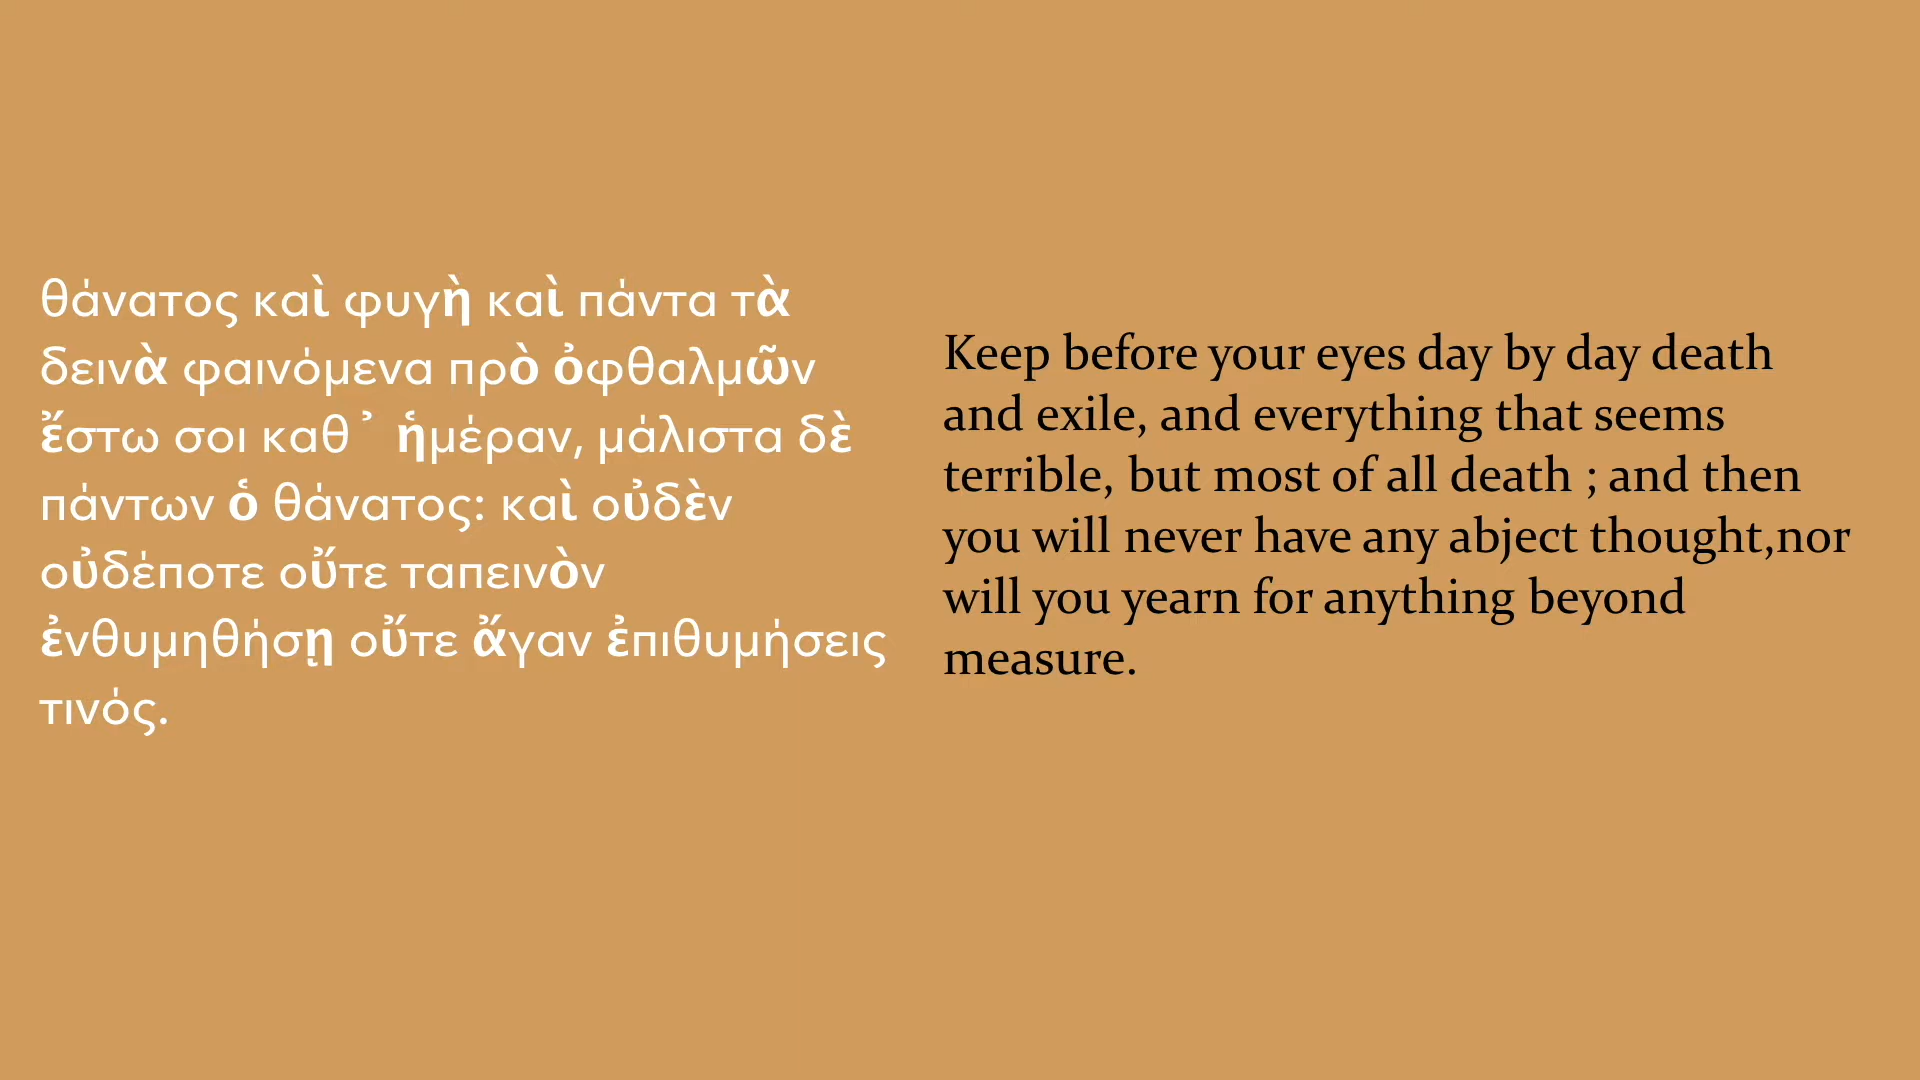 θάνατος καὶ φυγὴ καὶ πάντα τὰ
δεινὰ φαινόμενα πρὸ ὀφθαλμῶν
ἔστω σοι καθ᾽ ἡμέραν, μάλιστα δὲ
πάντων ὁ θάνατος: καὶ οὐδὲν
οὐδέποτε οὔτε ταπεινὸν
ἐνθυμηθήσῃ οὔτε ἄγαν ἐπιθυμήσεις
τινός.
Keep before your eyes day by day death
and exile, and everything that seems
terrible, but most of all death ; and then
you will never have any abject thought,nor
will you yearn for anything beyond
measure.